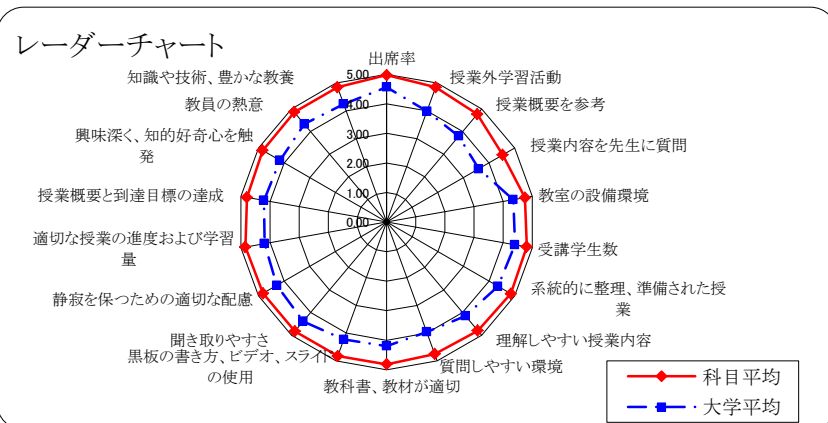 レーダーチャート
出席率
授業外学習活動
授業概要を参考
授業内容を先生に質問
教室の設備環境
受講学生数
系統的に整理、準備された授
業
理解しやすい授業内容
質問しやすい環境
教科書、教材が適切
黒板の書き方、ビデオ、スライド
の使用
聞き取りやすさ
静寂を保つための適切な配慮
適切な授業の進度および学習
量
授業概要と到達目標の達成
興味深く、知的好奇心を触
発
教員の熱意
知識や技術、豊かな教養
5.00
4.00
3.00
2.00
1.00
0.00
科目平均
大学平均